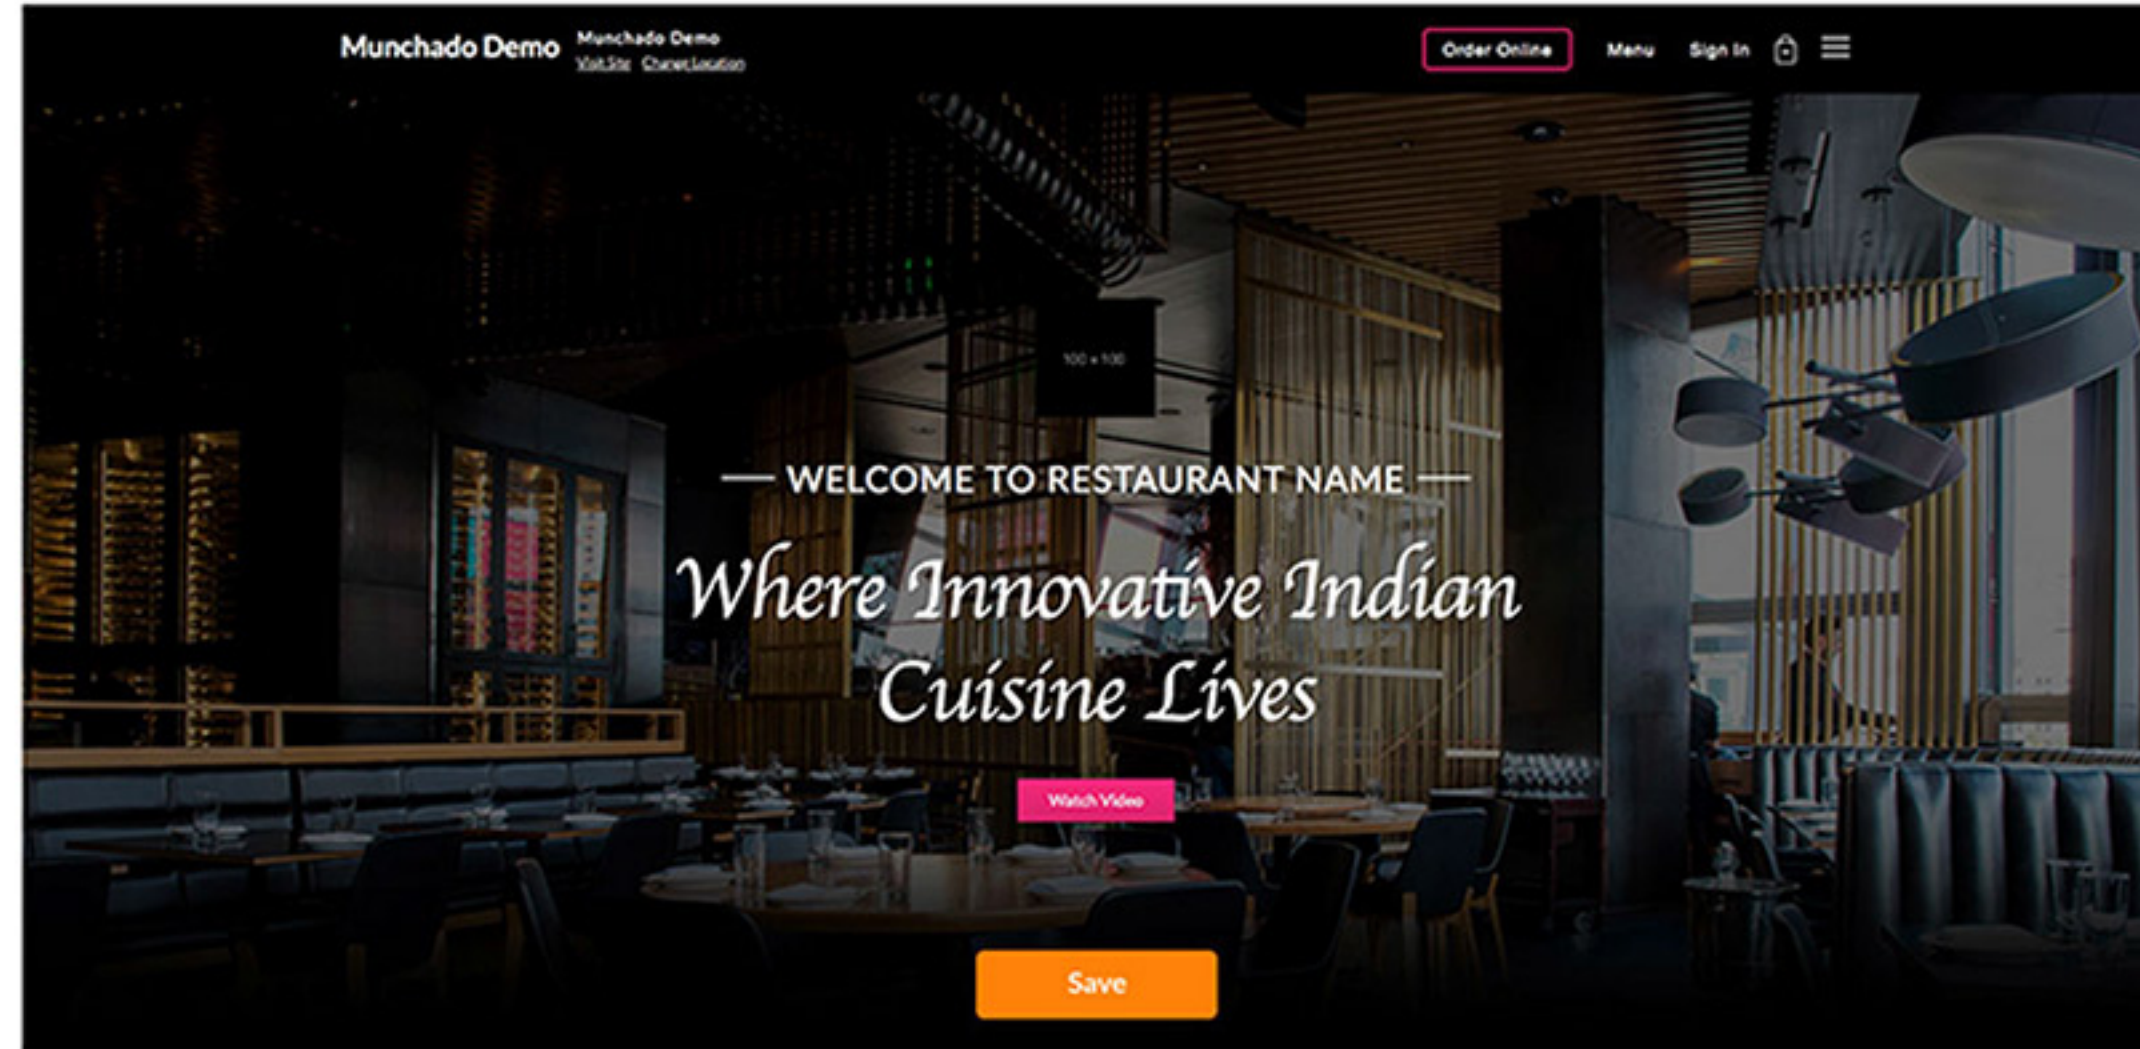 Munchado Demo
Munchado Demo
Visit Site Change Location
Order Online Menu Sign In
100 × 100
WELCOME TO RESTAURANT NAME
Where Innovative Indian
Cuisine Lives
Watch Video
Save